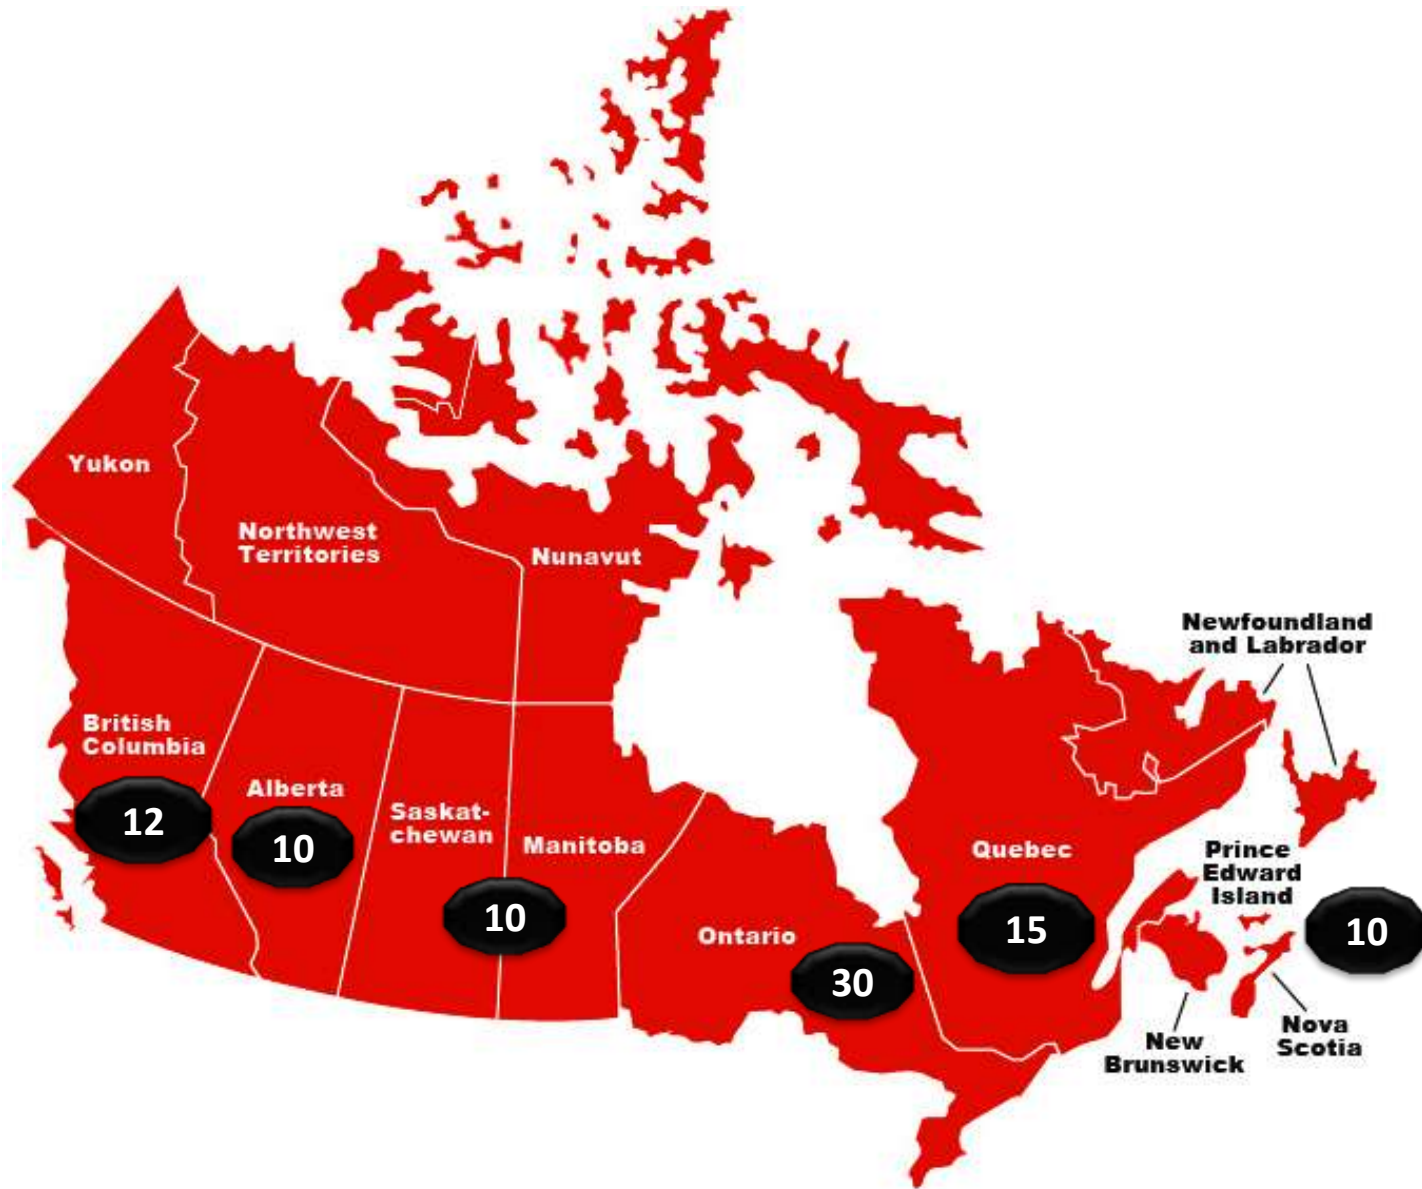 Yukon
Northwest
Territories
Nunavut
Newfoundland
and Labrador
British
Columbia
12
Alberta
10
Saskat-
chewan
Manitoba
10
Ontario
30
Quebec
15
Prince
Edward
Island
10
New
Brunswick
Nova
Scotia